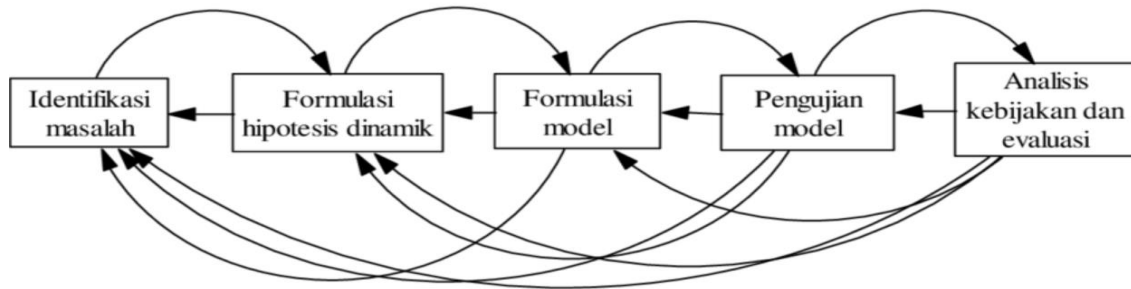 Identifikasi
masalah
Formulasi
hipotesis dinamik
Formulasi
model
Pengujian
model
Analisis
kebijakan dan
evaluasi